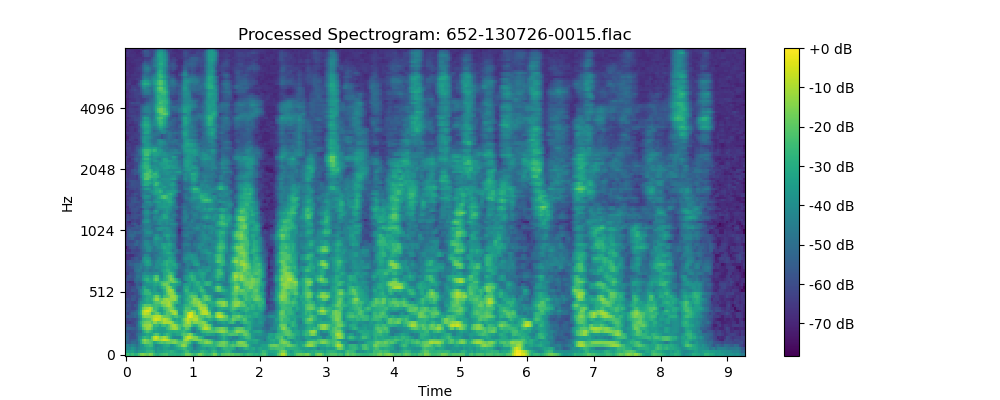 Processed Spectrogram: 652-130726-0015.flac
+0 dB
-10 dB
-20 dB
-30 dB
-40 dB
-50 dB
-60 dB
-70 dB
4096
2048
1024
512
0
Hz
0 1 2 3 4 5 6 7 8 9
Time